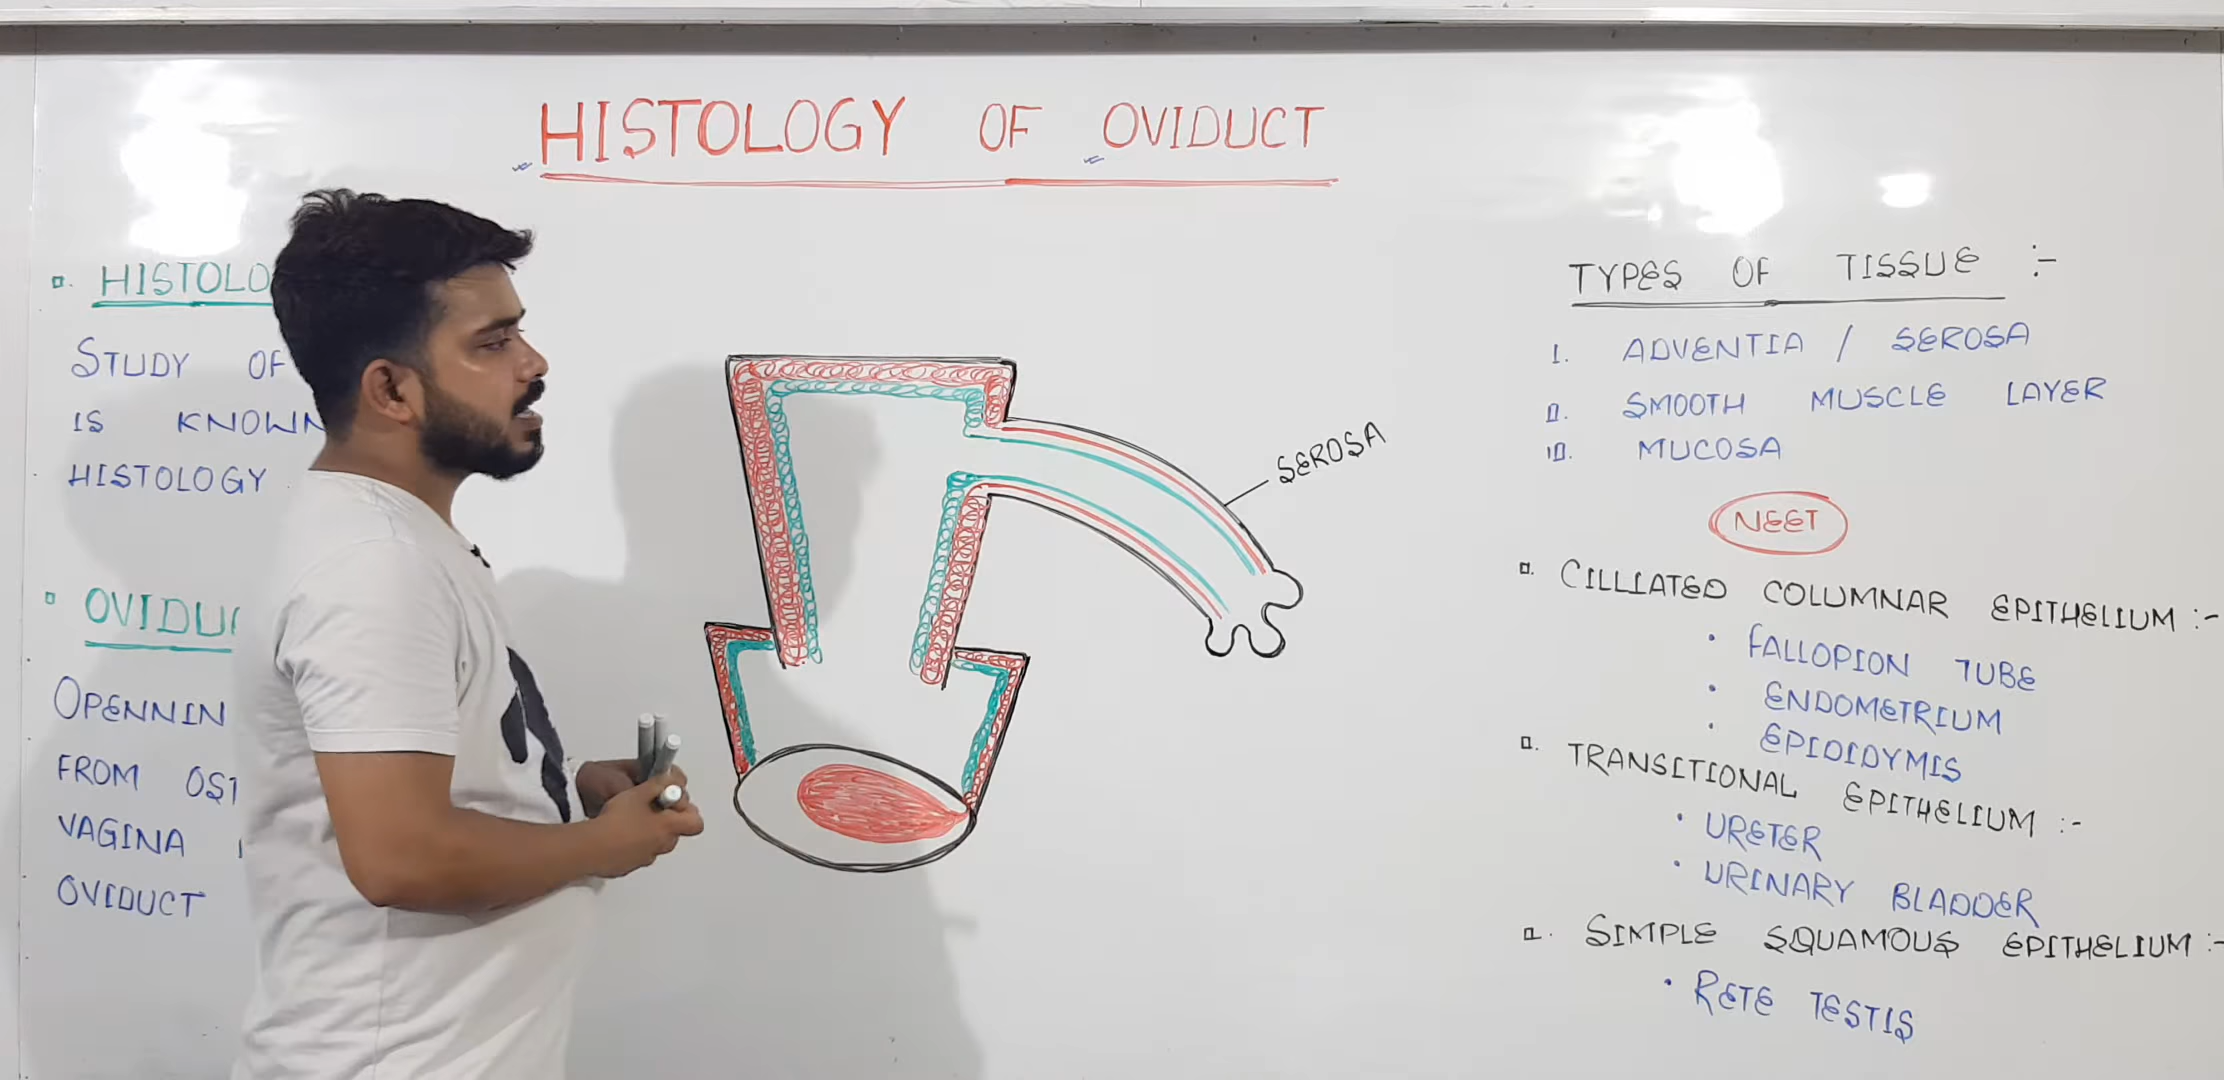 HISTOLOGY OF OVIDUCT
HISTOLO
STUDY OF
IS KNOWN
HISTOLOGY
OVIDU
OPENNIN
FROM OST
VAGINA
OVIDUCT
SEROSA
TYPES OF TISSUE :-
I. ADVENTIA / SEROSA
II. SMOOTH MUSCLE LAYER
III. MUCOSA
NEET
CILLIATED COLUMNAR EPITHELIUM :-
• FALLOPION TUBE
• ENDOMETRIUM
• EPIDIDYMIS
TRANSITIONAL EPITHELIUM :-
• URETER
• URINARY BLADDER
SIMPLE SQUAMOUS EPITHELIUM :-
• RETE TESTIS